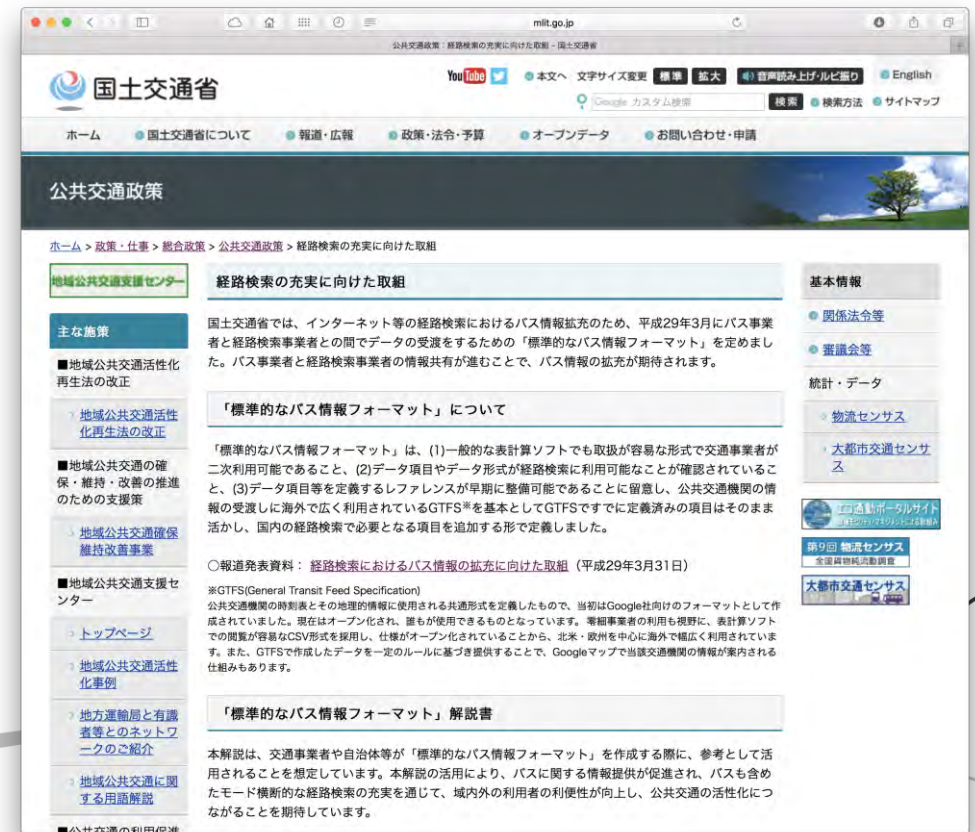 mlit.go.jp
公共交通政策：経路検索の充実に向けた取組 - 国土交通省
国土交通省
YouTube
本文へ 文字サイズ変更 標準 拡大 音声読み上げ・ルビ振り English
Google カスタム検索 検索 検索方法 サイトマップ
ホーム 国土交通省について 報道・広報 政策・法令・予算 オープンデータ お問い合わせ・申請
公共交通政策
ホーム > 政策・仕事 > 総合政策 > 公共交通政策 > 経路検索の充実に向けた取組
地域公共交通支援センター
主な施策
■地域公共交通活性化
再生法の改正
地域公共交通活性
化再生法の改正
■地域公共交通の確
保・維持・改善の推進
のための支援策
地域公共交通確保
維持改善事業
■地域公共交通支援セ
ンター
トップページ
地域公共交通活性
化事例
地方運輸局と有識
者等とのネットワ
ークのご紹介
地域公共交通に関
する用語解説
■公共交通の利用促進
経路検索の充実に向けた取組
国土交通省では、インターネット等の経路検索におけるバス情報拡充のため、平成29年3月にバス事業
者と経路検索事業者との間でデータの受渡をするための「標準的なバス情報フォーマット」を定めまし
た。バス事業者と経路検索事業者の情報共有が進むことで、バス情報の拡充が期待されます。
「標準的なバス情報フォーマット」について
「標準的なバス情報フォーマット」は、(1)一般的な表計算ソフトでも取扱が容易な形式で交通事業者が
二次利用可能であること、(2)データ項目やデータ形式が経路検索に利用可能なことが確認されているこ
と、(3)データ項目等を定義するレファレンスが早期に整備可能であることに留意し、公共交通機関の情
報の受渡しに海外で広く利用されているGTFS※を基本としてGTFSですでに定義済みの項目はそのまま
活かし、国内の経路検索で必要となる項目を追加する形で定義しました。
○報道発表資料： 経路検索におけるバス情報の拡充に向けた取組（平成29年3月31日）
※GTFS(General Transit Feed Specification)
公共交通機関の時刻表とその地理的情報に使用される共通形式を定義したもので、当初はGoogle社向けのフォーマットとして作
成されていました。現在はオープン化され、誰もが使用できるものとなっています。 零細事業者の利用も視野に、表計算ソフト
での閲覧が容易なCSV形式を採用し、仕様がオープン化されていることから、北米・欧州を中心に海外で幅広く利用されていま
す。また、GTFSで作成したデータを一定のルールに基づき提供することで、Googleマップで当該交通機関の情報が案内される
仕組みもあります。
「標準的なバス情報フォーマット」解説書
本解説は、交通事業者や自治体等が「標準的なバス情報フォーマット」を作成する際に、参考として活
用されることを想定しています。本解説の活用により、バスに関する情報提供が促進され、バスも含め
たモード横断的な経路検索の充実を通じて、域内外の利用者の利便性が向上し、公共交通の活性化につ
ながることを期待しています。
基本情報
関係法令等
審議会等
統計・データ
物流センサス
大都市交通センサ
ス
エコ通勤ポータルサイト
第9回 物流センサス
全国貨物純流動調査
大都市交通センサス